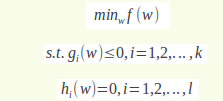 min_w f (w)
s.t. g_i (w)≤0, i=1,2,..., k
h_i (w)=0, i=1,2,..., l